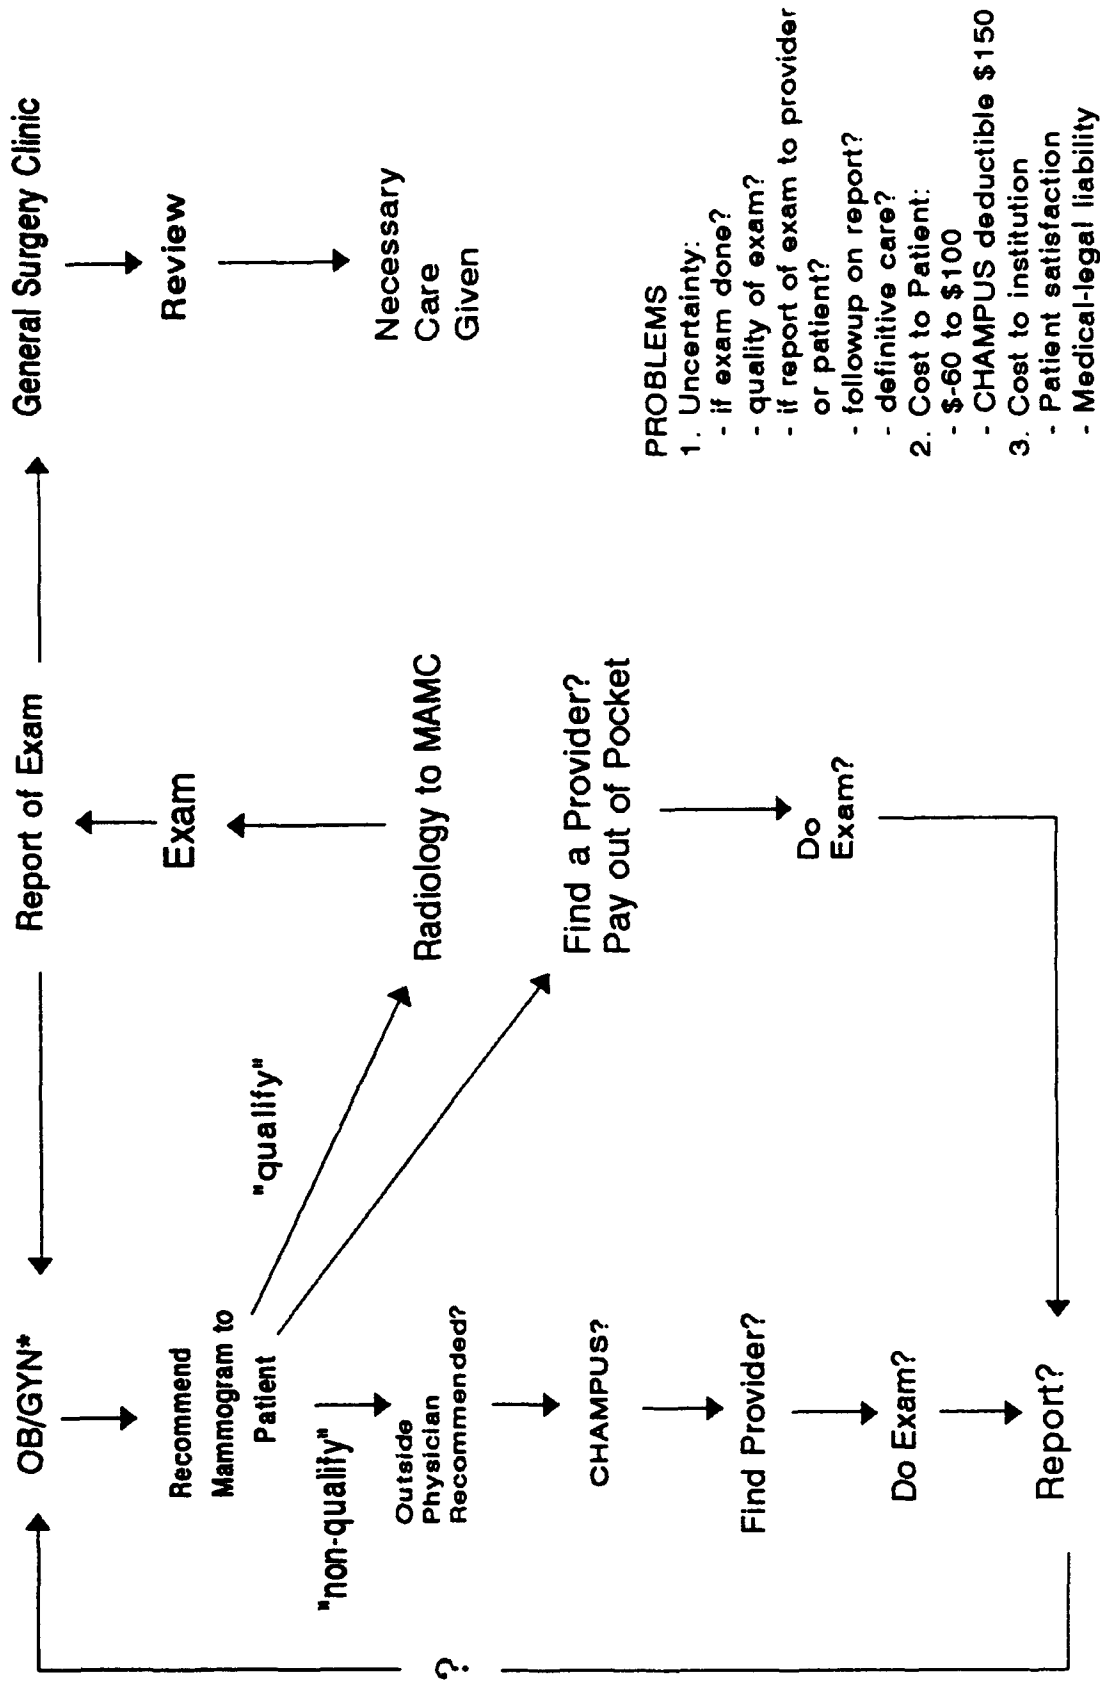 OB/GYN*
Report of Exam
General Surgery Clinic
Recommend
Mammogram to
Patient
"qualify"
Exam
Review
"non-qualify"
Outside
Physician
Recommended?
Radiology to MAMC
Necessary
Care
Given
?
CHAMPUS?
Find a Provider?
Pay out of Pocket
Find Provider?
Do
Exam?
Do Exam?
Report?
PROBLEMS
1. Uncertainty:
- if exam done?
- quality of exam?
- if report of exam to provider
or patient?
- followup on report?
- definitive care?
2. Cost to Patient:
- $-60 to $100
- CHAMPUS deductible $150
3. Cost to institution
- Patient satisfaction
- Medical-legal liability